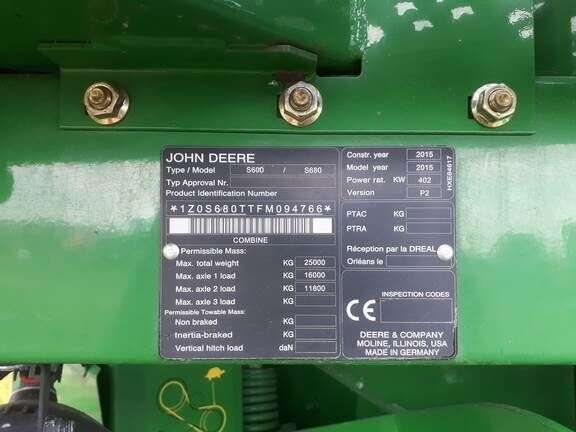 JOHN DEERE
Type / Model S600 / S680
Typ Approval Nr.
Product Identification Number
*1Z0S680TTFM094766*
COMBINE
Permissible Mass:
Max. total weight KG 25000
Max. axle 1 load KG 16000
Max. axle 2 load KG 11800
Max. axle 3 load KG
Permissible Towable Mass:
Non braked KG
Inertia-braked KG
Vertical hitch load daN
Constr. year 2015
Model year 2015
Power rat. KW 402
Version P2
PTAC KG
PTRA KG
Réception par la DREAL
Orléans le
INSPECTION CODES
CE
DEERE & COMPANY
MOLINE, ILLINOIS, USA
MADE IN GERMANY
HXE84617